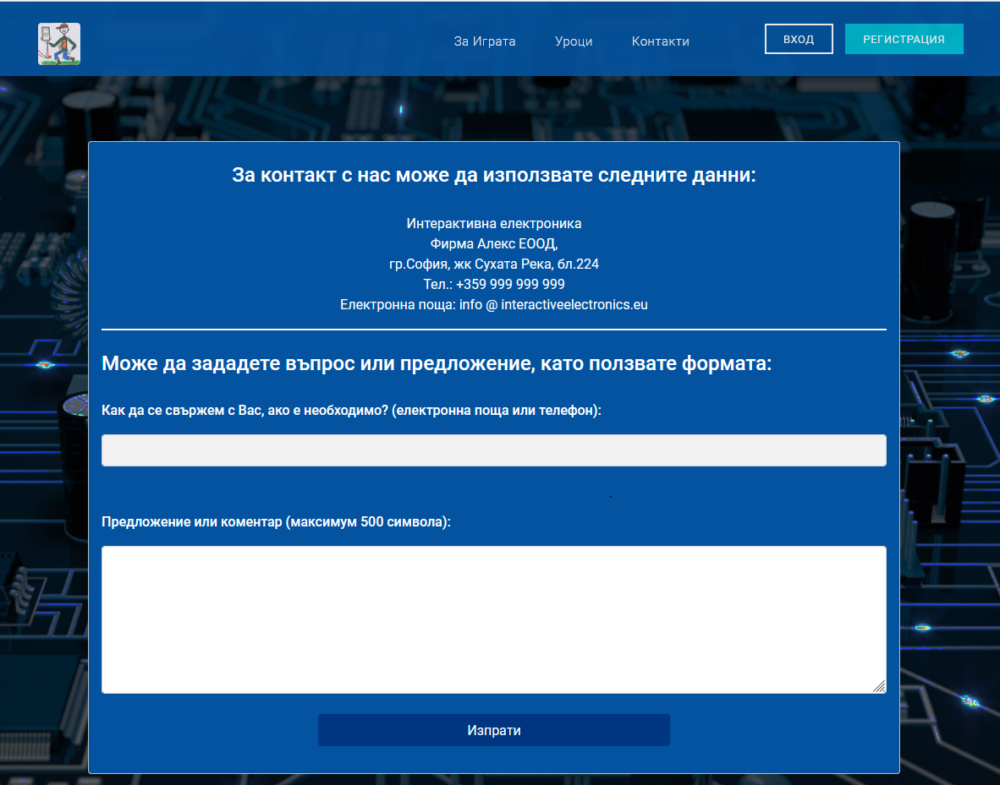 За Играта
Уроци
Контакти
ВХОД
РЕГИСТРАЦИЯ
За контакт с нас може да използвате следните данни:
Интерактивна електроника
Фирма Алекс ЕООД,
гр.София, жк Сухата Река, бл.224
Тел.: +359 999 999 999
Електронна поща: info @ interactiveelectronics.eu
Може да зададете въпрос или предложение, като ползвате формата:
Как да се свържем с Вас, ако е необходимо? (електронна поща или телефон):
Предложение или коментар (максимум 500 символа):
Изпрати